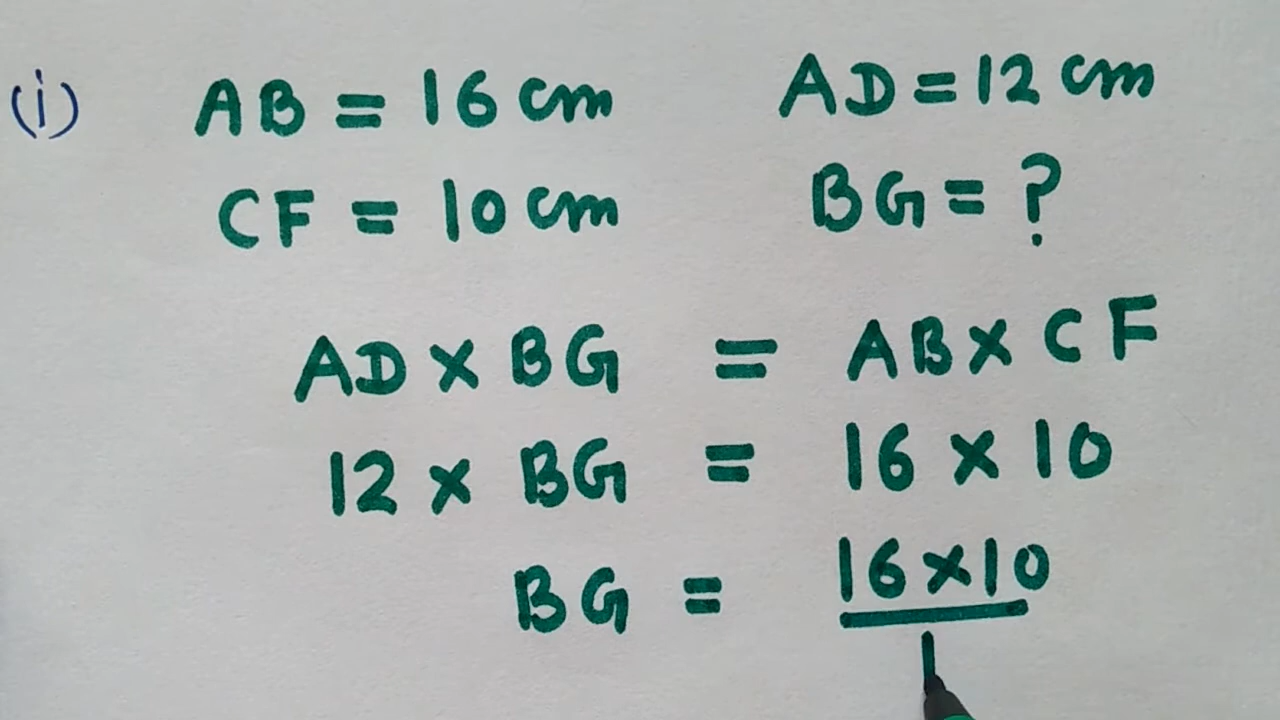 (i) AB = 16 cm AD = 12 cm
CF = 10 cm BG = ?
AD × BG = AB × CF
12 × BG = 16 × 10
BG = 16×10
1